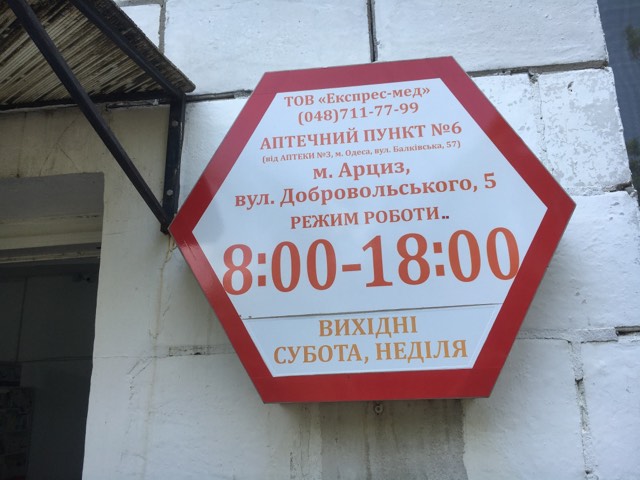 ТОВ «Експрес-мед»
(048)711-77-99
АПТЕЧНИЙ ПУНКТ №6
(від АПТЕКИ №3, м. Одеса, вул. Балківська, 57)
м. Арциз,
вул. Добровольського, 5
РЕЖИМ РОБОТИ..
8:00-18:00
ВИХІДНІ
СУБОТА, НЕДІЛЯ